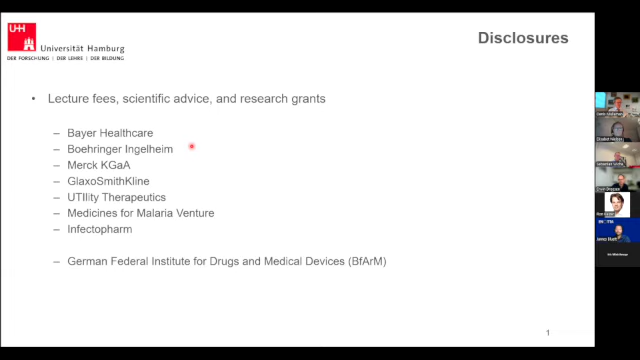 UH
Universität Hamburg
DER FORSCHUNG | DER LEHRE | DER BILDUNG
Disclosures
• Lecture fees, scientific advice, and research grants
– Bayer Healthcare
– Boehringer Ingelheim
– Merck KGaA
– GlaxoSmithKline
– UTIlity Therapeutics
– Medicines for Malaria Venture
– Infectopharm
– German Federal Institute for Drugs and Medical Devices (BfArM)
1